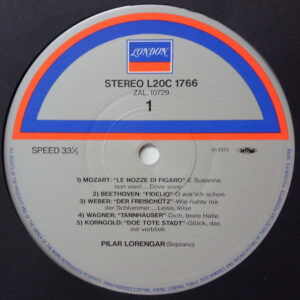 LONDON
STEREO L20C 1766
ZAL. 10729
1
SPEED 33⅓
℗ 1971
1) MOZART: "LE NOZZE DI FIGARO"-E Susanna
non vien!....Dove sono
2) BEETHOVEN: "FIDELIO"-O wär ich schon
3) WEBER: "DER FREISCHÜTZ"-Wie nahte mir
der Schlummer....Leise, leise
4) WAGNER: "TANNHÄUSER"-Dich, teure Halle
5) KORNGOLD: "DOE TOTE STADT"-Glück, das
mir verblieb
PILAR LORENGAR (Soprano)